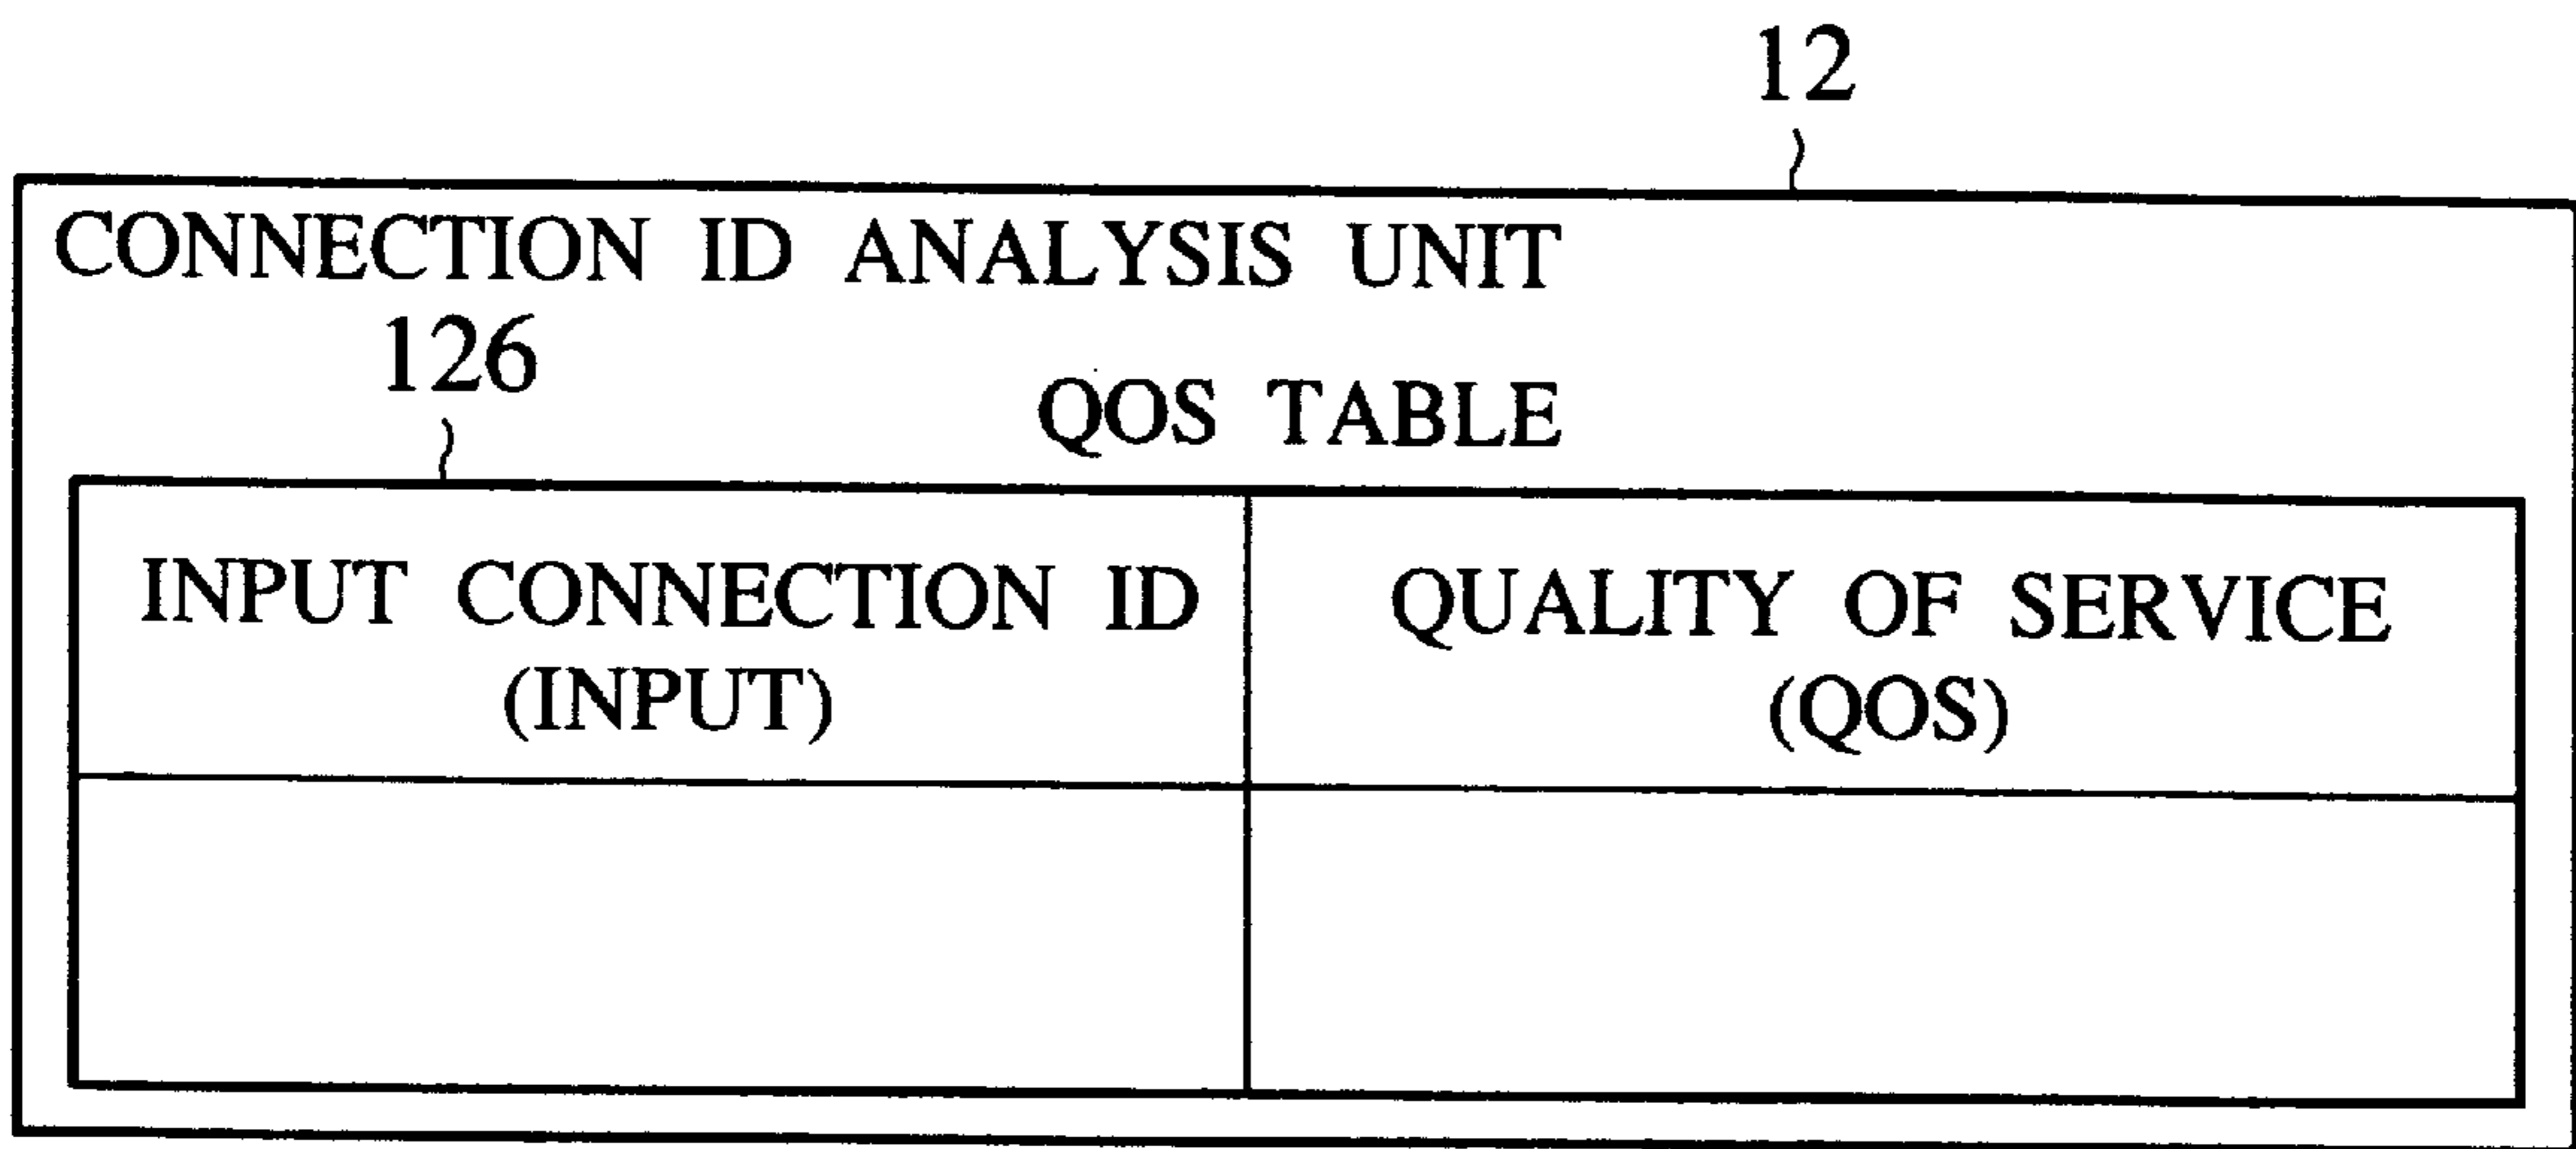 12
CONNECTION ID ANALYSIS UNIT
126
QOS TABLE
INPUT CONNECTION ID
(INPUT)
QUALITY OF SERVICE
(QOS)